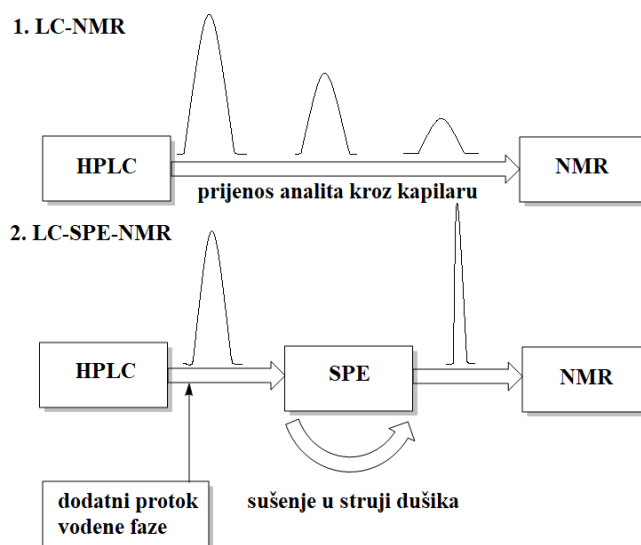 1. LC-NMR
HPLC
NMR
prijenos analita kroz kapilaru
2. LC-SPE-NMR
HPLC
SPE
NMR
dodatni protok
vodene faze
sušenje u struji dušika